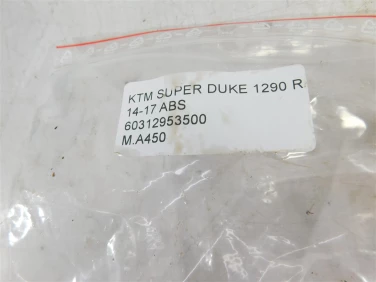 KTM SUPER DUKE 1290 R
14-17 ABS
60312953500
M.A450